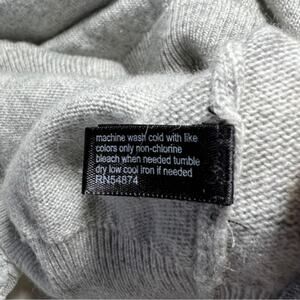 machine wash cold with like
colors only non-chlorine
bleach when needed tumble
dry low cool iron if needed
RN54874